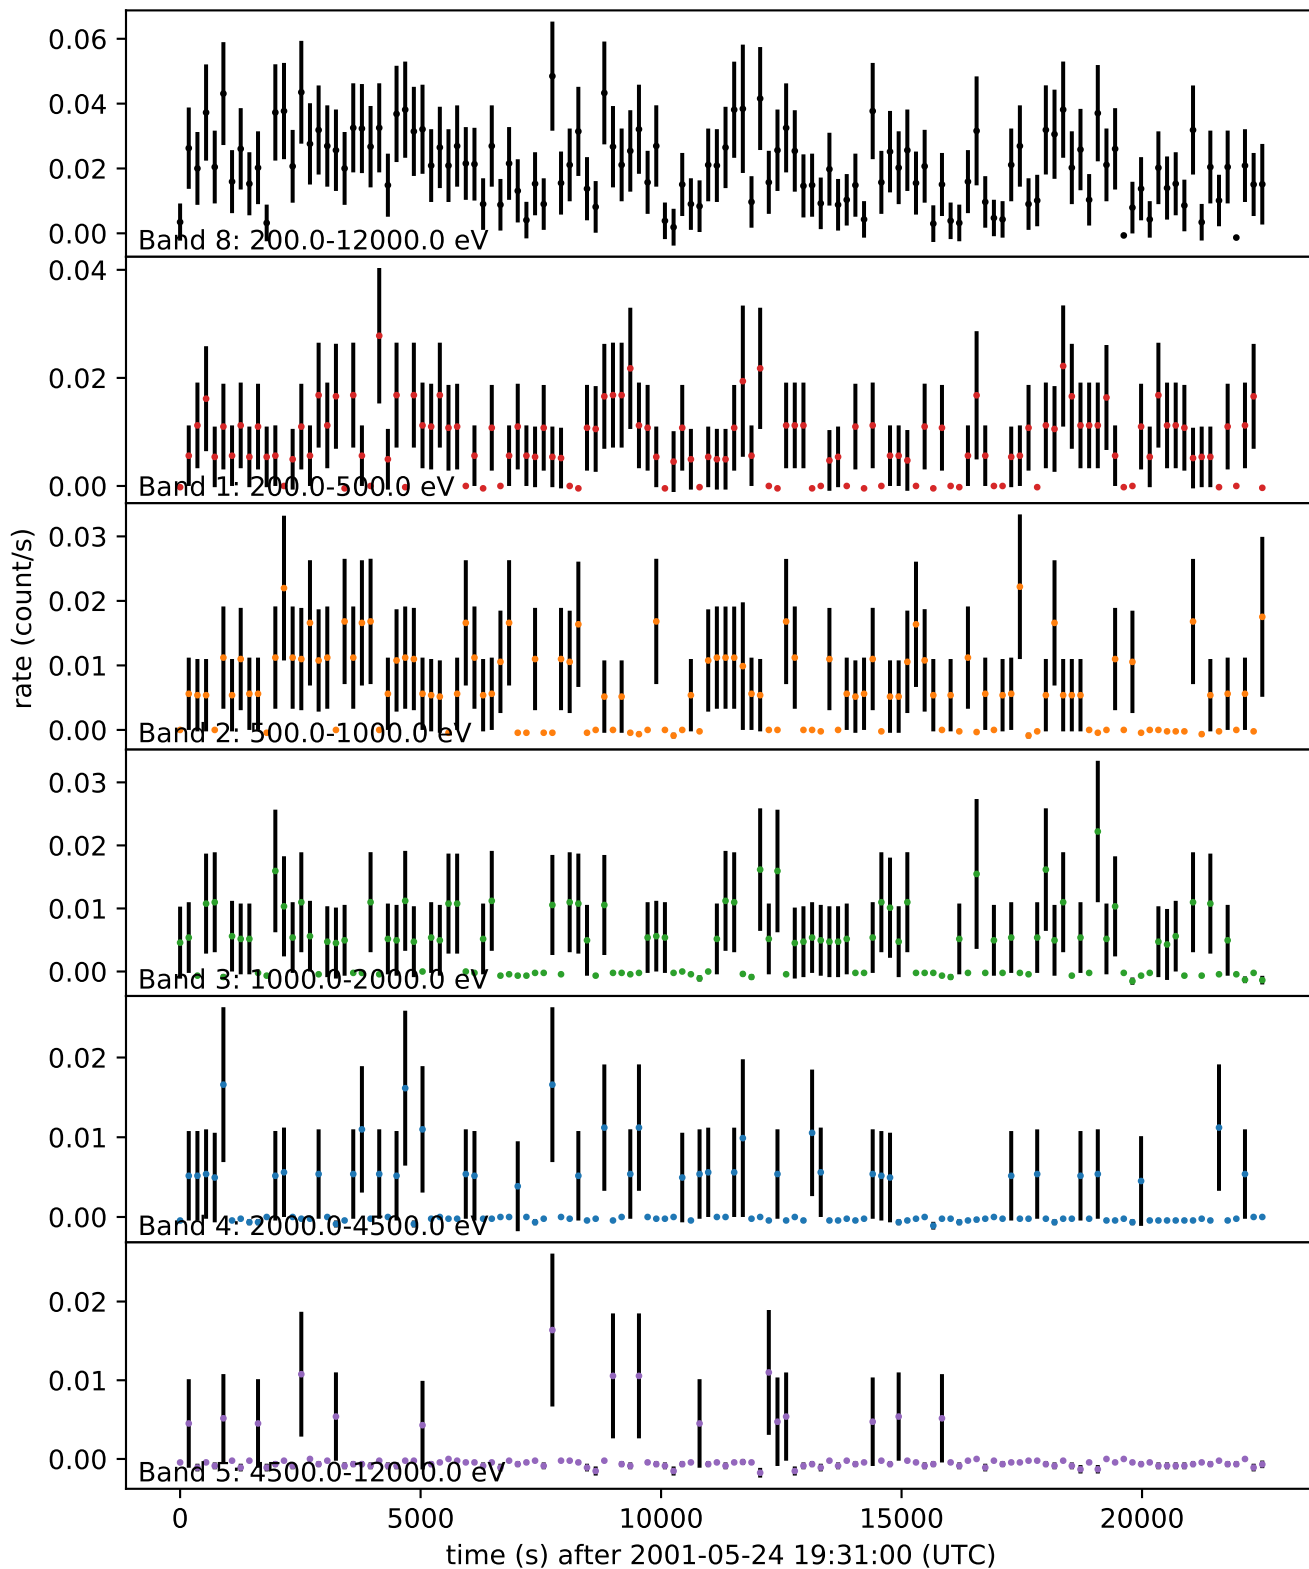 0.06
0.04
0.02
0.00
Band 8: 200.0-12000.0 eV
0.04
0.02
0.00
Band 1: 200.0-500.0 eV
0.03
0.02
0.01
0.00
Band 2: 500.0-1000.0 eV
rate (count/s)
0.03
0.02
0.01
0.00
Band 3: 1000.0-2000.0 eV
0.02
0.01
0.00
Band 4: 2000.0-4500.0 eV
0.02
0.01
0.00
Band 5: 4500.0-12000.0 eV
0 5000 10000 15000 20000
time (s) after 2001-05-24 19:31:00 (UTC)